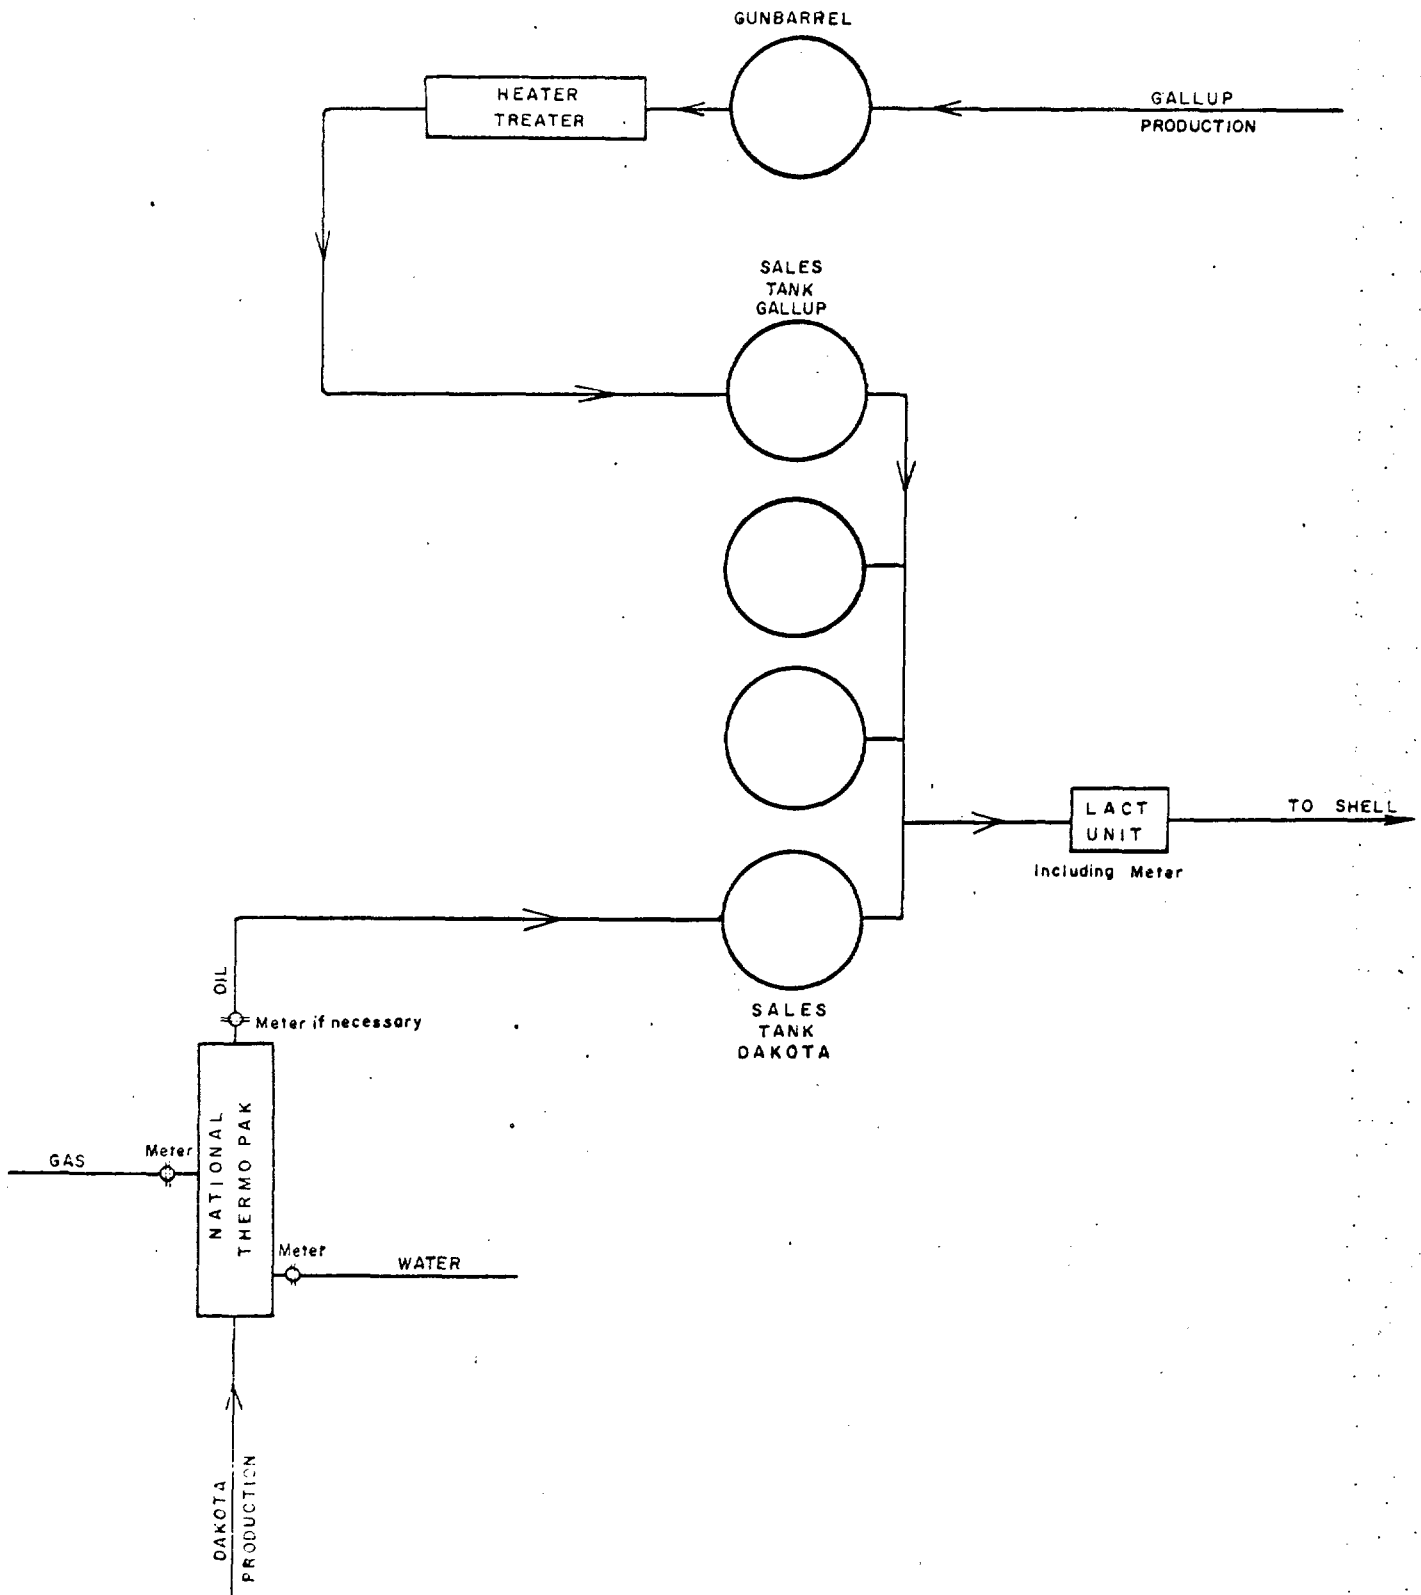 GUNBARREL
HEATER
TREATER
GALLUP
PRODUCTION
SALES
TANK
GALLUP
LACT
UNIT
Including Meter
TO SHELL
OIL
Meter if necessary
SALES
TANK
DAKOTA
NATIONAL
THERMO PAK
GAS
Meter
Meter
WATER
DAKOTA
PRODUCTION